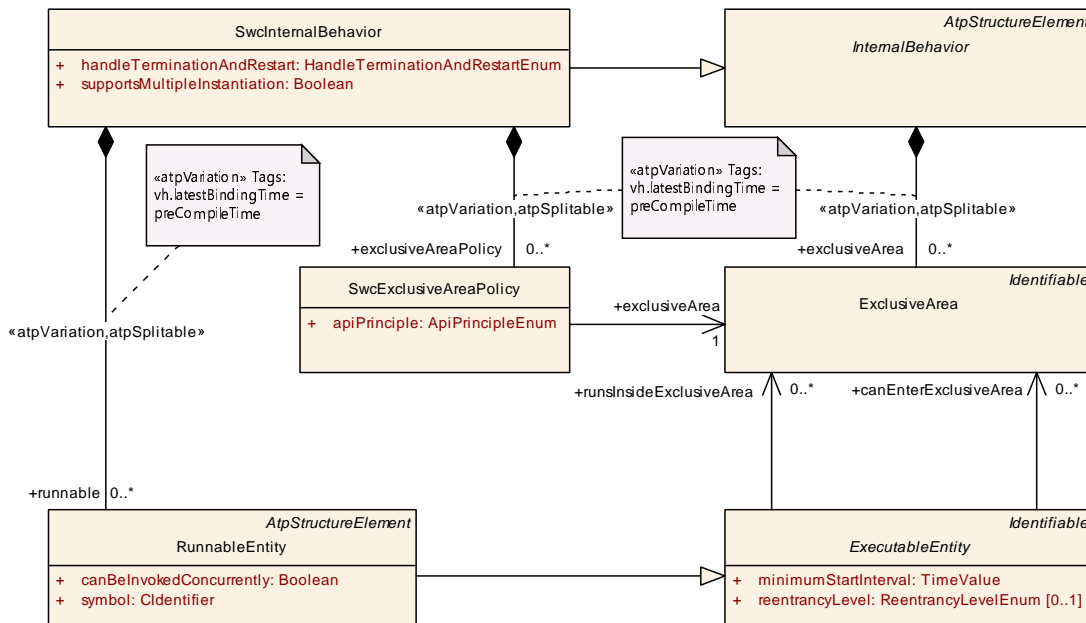 SwcInternalBehavior
+ handleTerminationAndRestart: HandleTerminationAndRestartEnum
+ supportsMultipleInstantiation: Boolean
AtpStructureElement
InternalBehavior
«atpVariation» Tags:
vh.latestBindingTime =
preCompileTime
«atpVariation» Tags:
vh.latestBindingTime =
preCompileTime
«atpVariation,atpSplitable»
«atpVariation,atpSplitable»
+exclusiveAreaPolicy 0..*
+exclusiveArea 0..*
SwcExclusiveAreaPolicy
+ apiPrinciple: ApiPrincipleEnum
+exclusiveArea
1
Identifiable
ExclusiveArea
«atpVariation,atpSplitable»
+runsInsideExclusiveArea 0..*
+canEnterExclusiveArea 0..*
+runnable 0..*
AtpStructureElement
RunnableEntity
+ canBeInvokedConcurrently: Boolean
+ symbol: CIdentifier
Identifiable
ExecutableEntity
+ minimumStartInterval: TimeValue
+ reentrancyLevel: ReentrancyLevelEnum [0..1]